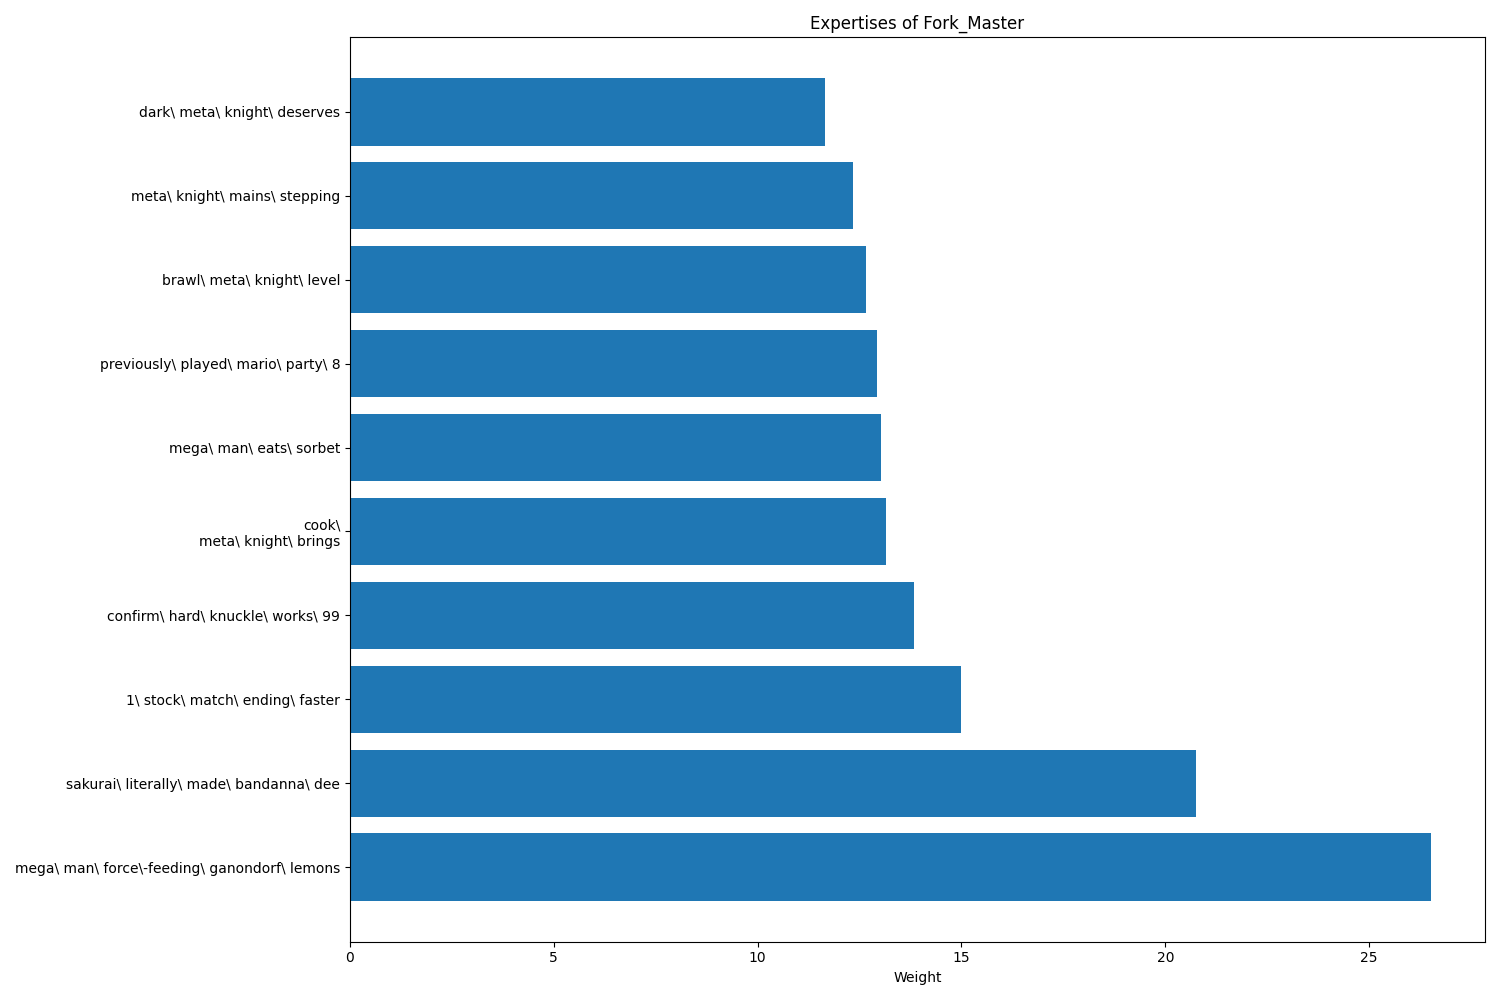 Expertises of Fork_Master
dark\ meta\ knight\ deserves
meta\ knight\ mains\ stepping
brawl\ meta\ knight\ level
previously\ played\ mario\ party\ 8
mega\ man\ eats\ sorbet
cook\
meta\ knight\ brings
confirm\ hard\ knuckle\ works\ 99
1\ stock\ match\ ending\ faster
sakurai\ literally\ made\ bandanna\ dee
mega\ man\ force\-feeding\ ganondorf\ lemons
0 5 10 15 20 25
Weight